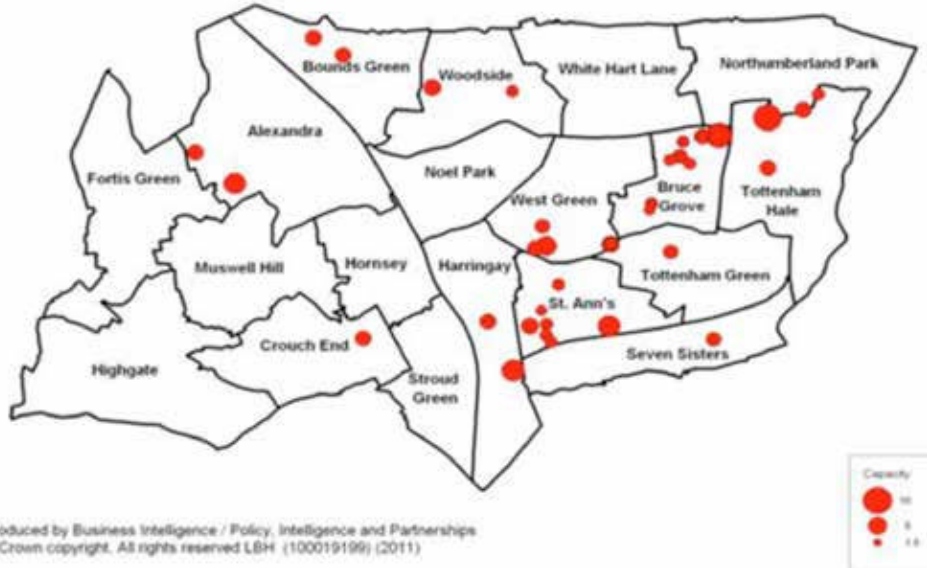 Bounds Green
Woodside
White Hart Lane
Northumberland Park
Alexandra
Fortis Green
Noel Park
West Green
Bruce
Grove
Tottenham
Hale
Muswell Hill
Hornsey
Harringay
Tottenham Green
St. Ann's
Crouch End
Seven Sisters
Highgate
Stroud
Green
Capacity
oduced by Business Intelligence / Policy, Intelligence and Partnerships
Crown copyright. All rights reserved LBH (100019199) (2011)